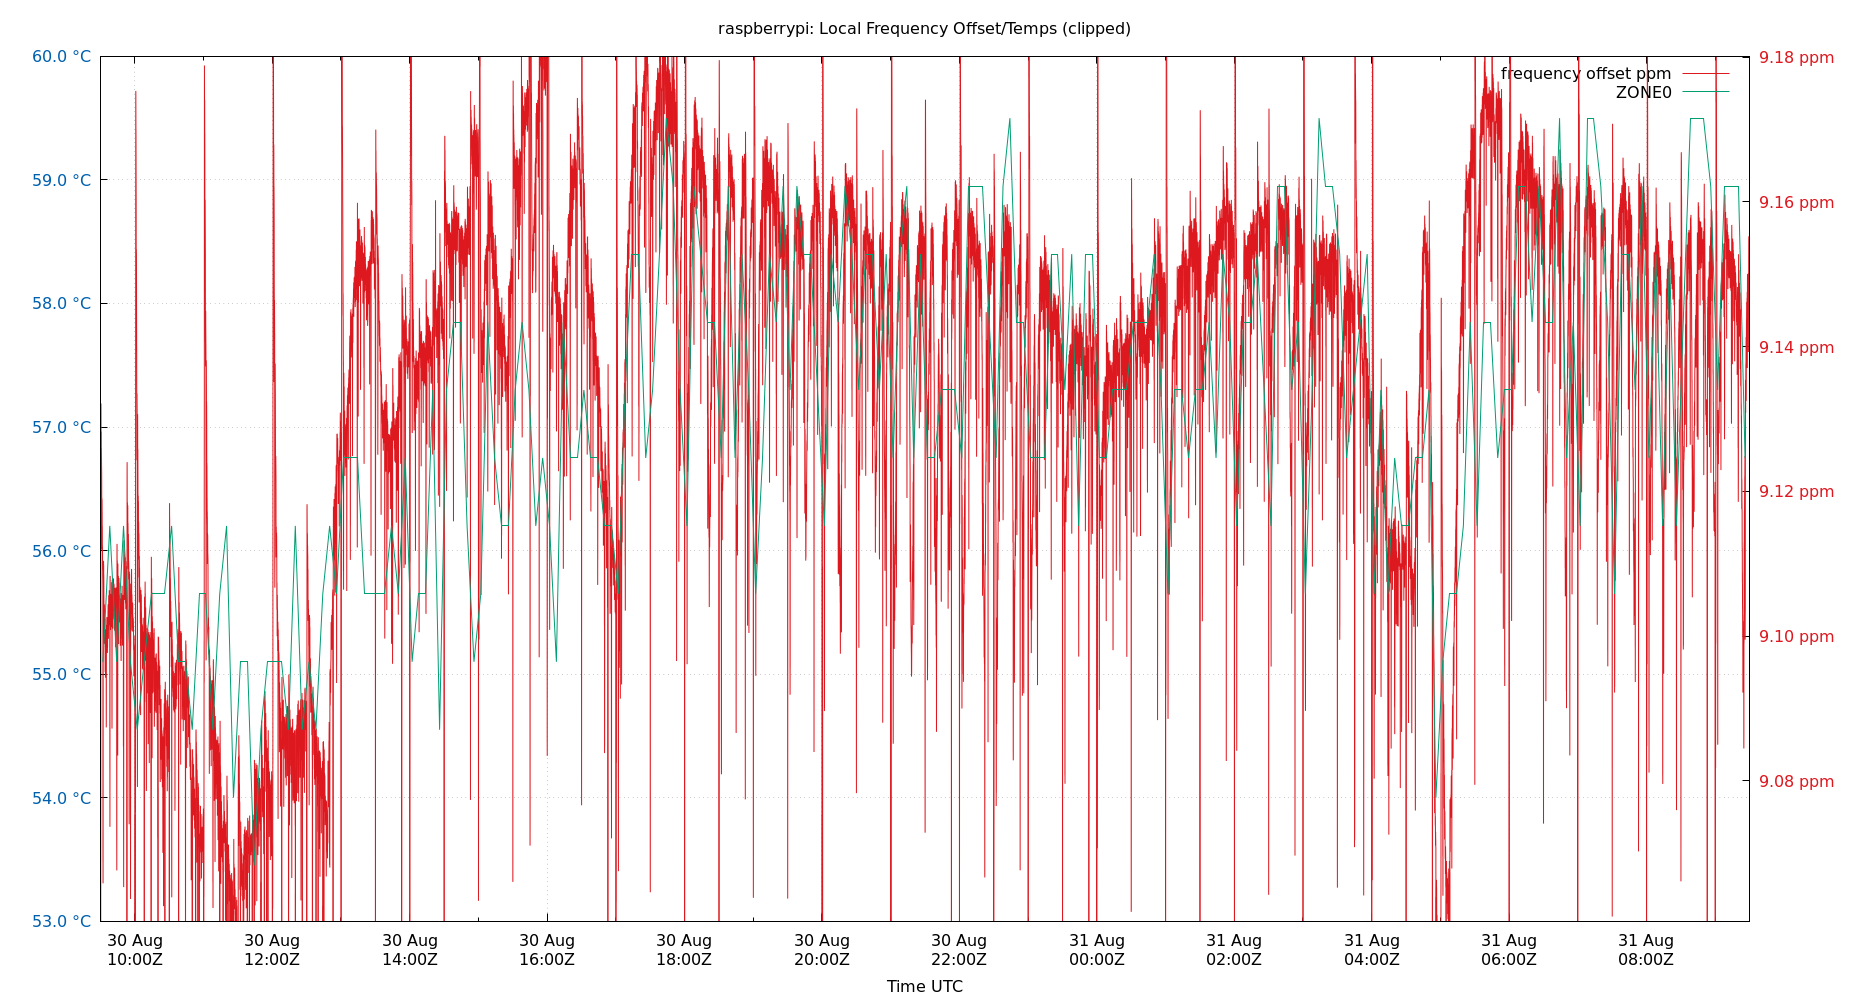 raspberrypi: Local Frequency Offset/Temps (clipped)
60.0 °C
59.0 °C
58.0 °C
57.0 °C
56.0 °C
55.0 °C
54.0 °C
53.0 °C
9.18 ppm
9.16 ppm
9.14 ppm
9.12 ppm
9.10 ppm
9.08 ppm
frequency offset ppm
ZONE0
30 Aug
10:00Z
30 Aug
12:00Z
30 Aug
14:00Z
30 Aug
16:00Z
30 Aug
18:00Z
30 Aug
20:00Z
30 Aug
22:00Z
31 Aug
00:00Z
31 Aug
02:00Z
31 Aug
04:00Z
31 Aug
06:00Z
31 Aug
08:00Z
Time UTC